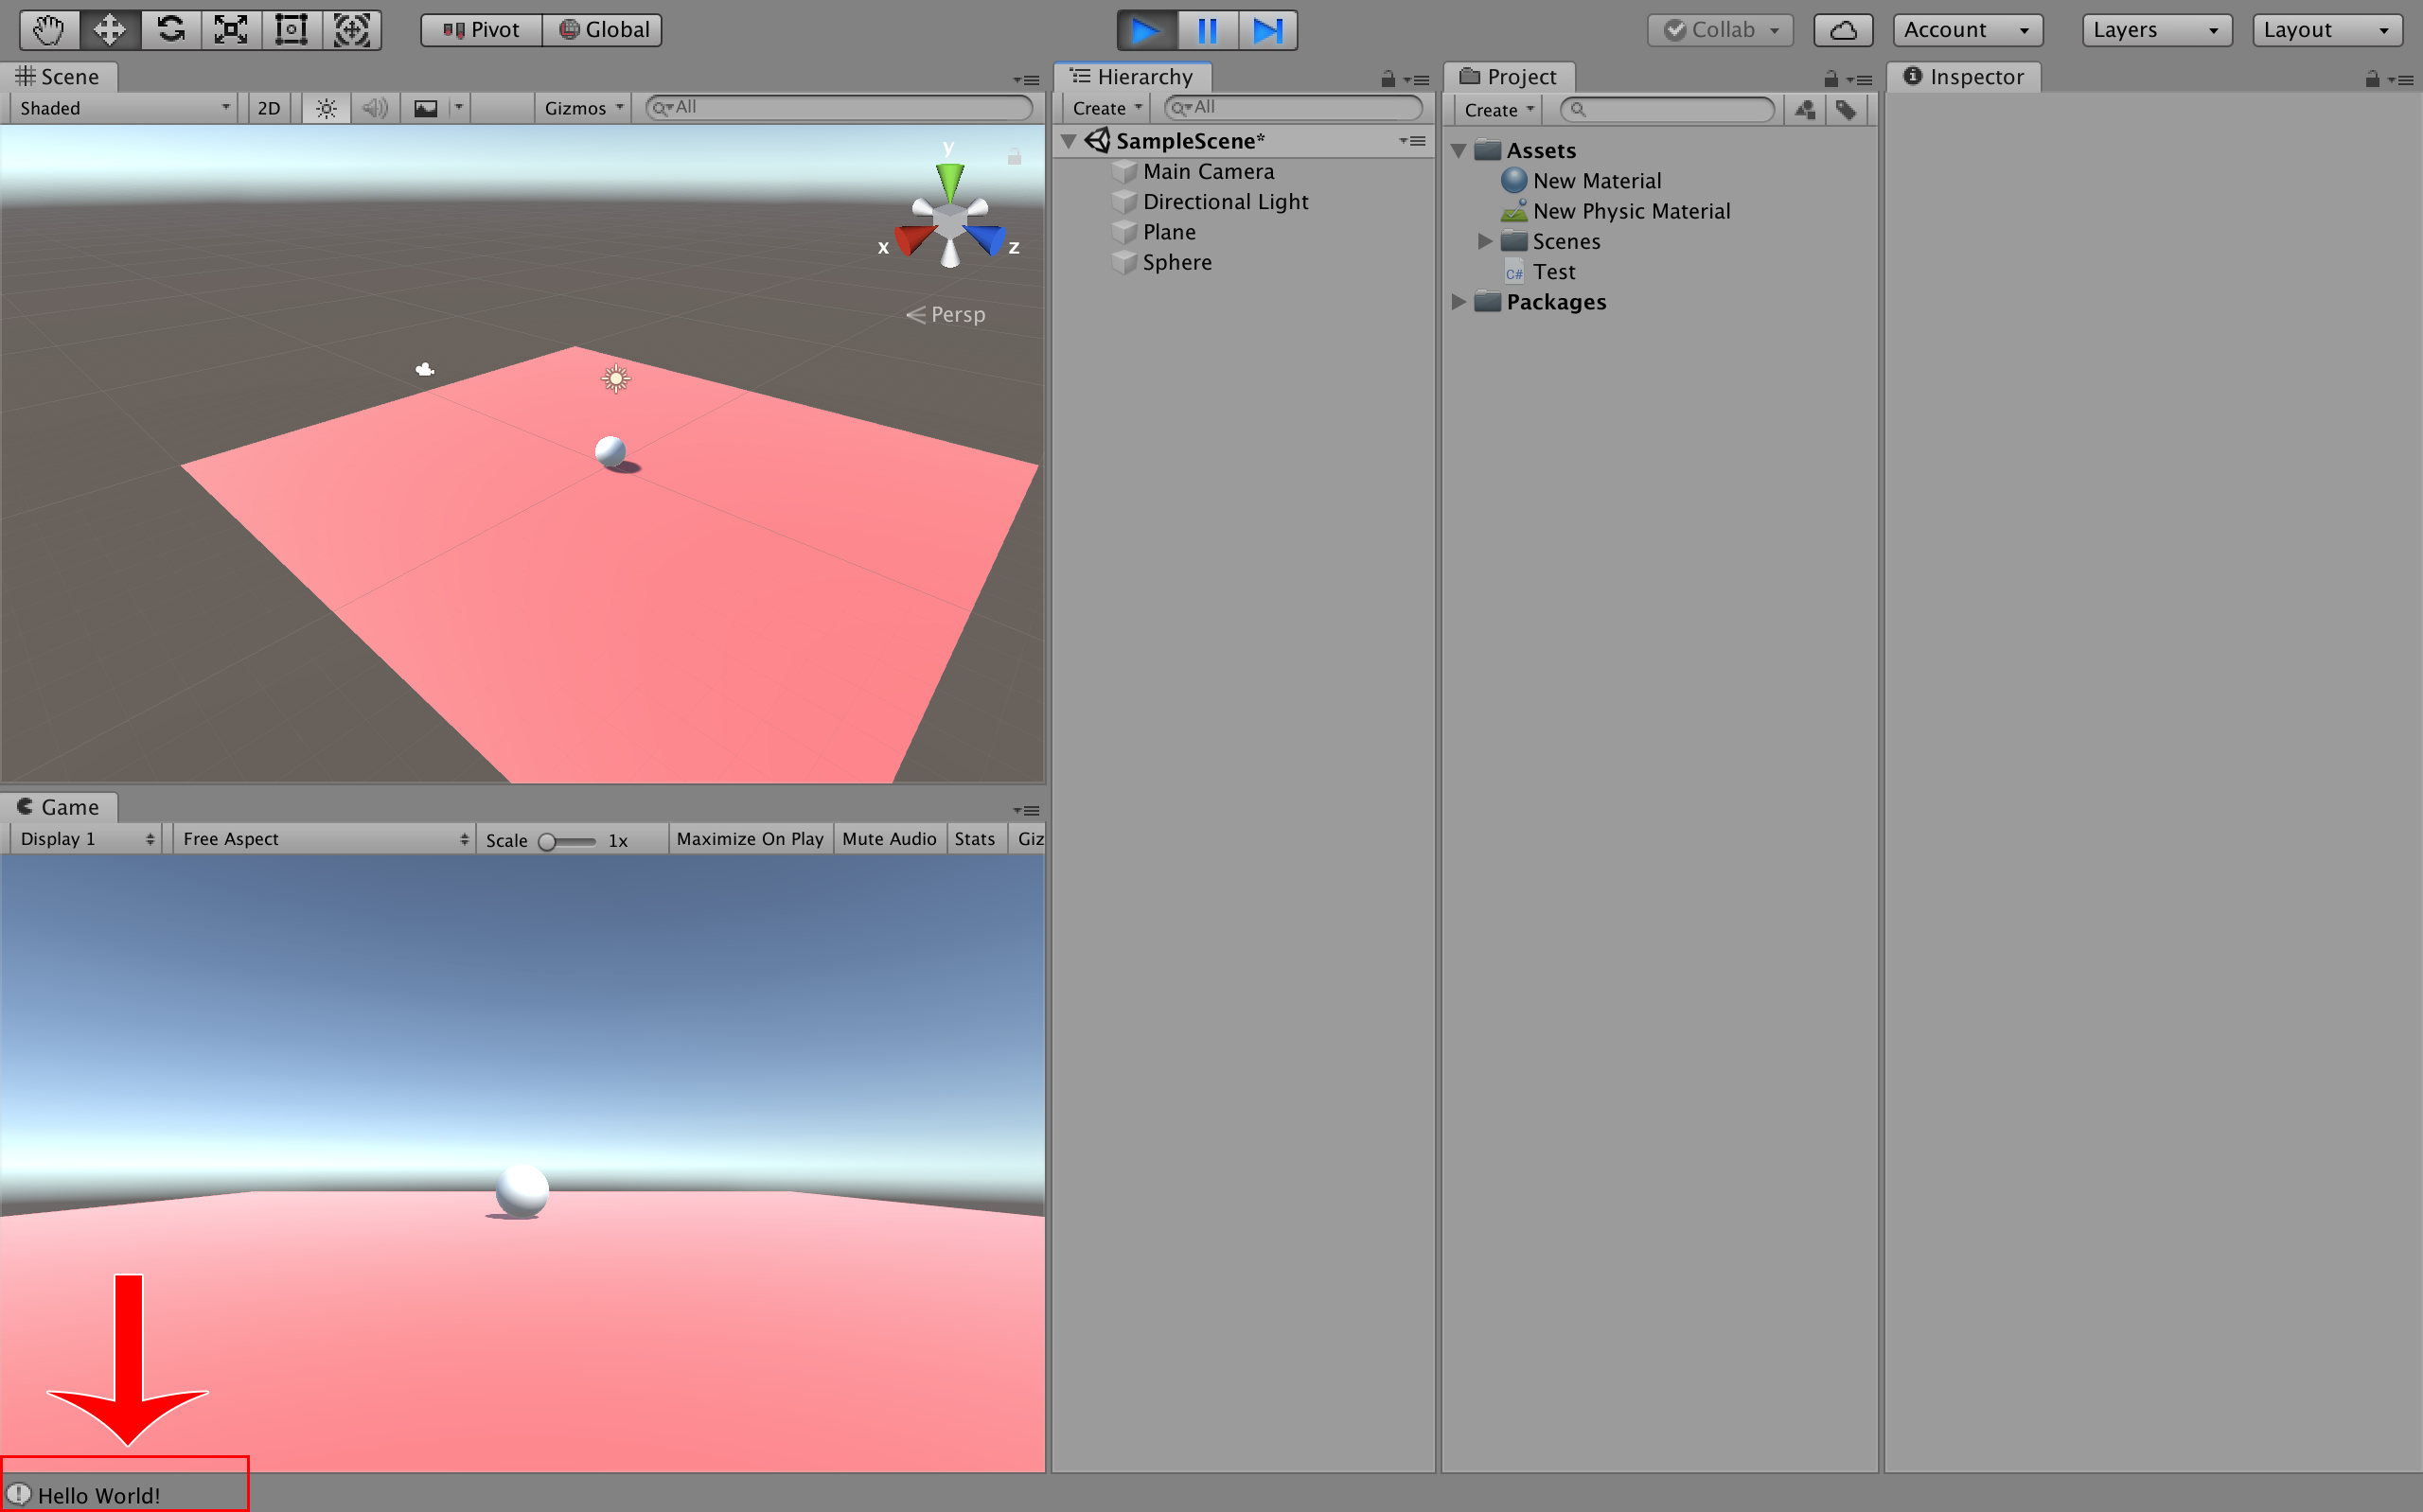 Pivot Global Collab Account Layers Layout
Scene
Shaded 2D Gizmos All
y
x z
Persp
Game
Display 1 Free Aspect Scale 1x Maximize On Play Mute Audio Stats Giz
Hello World!
Hierarchy
Create All
SampleScene*
Main Camera
Directional Light
Plane
Sphere
Project
Create
Assets
New Material
New Physic Material
Scenes
C# Test
Packages
Inspector